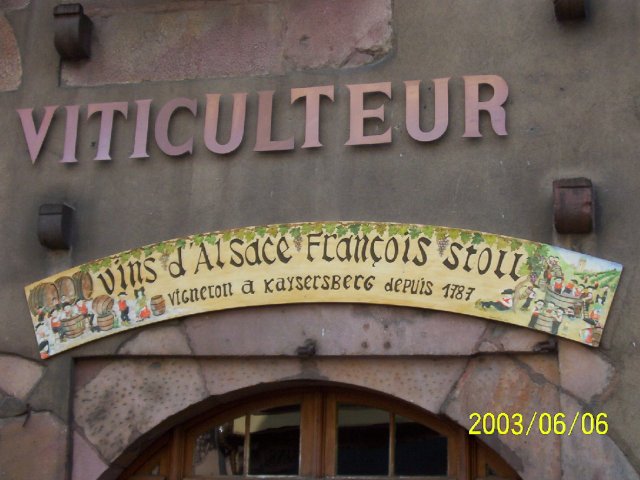 VITICULTEUR
Vins d'Alsace François Stoll
Vigneron à Kaysersberg depuis 1787
2003/06/06